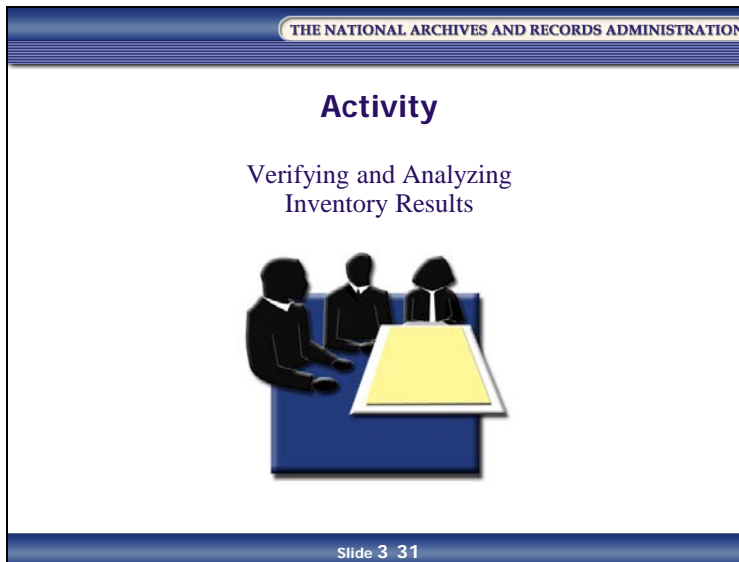 THE NATIONAL ARCHIVES AND RECORDS ADMINISTRATION
Activity
Verifying and Analyzing
Inventory Results
Slide 3 31